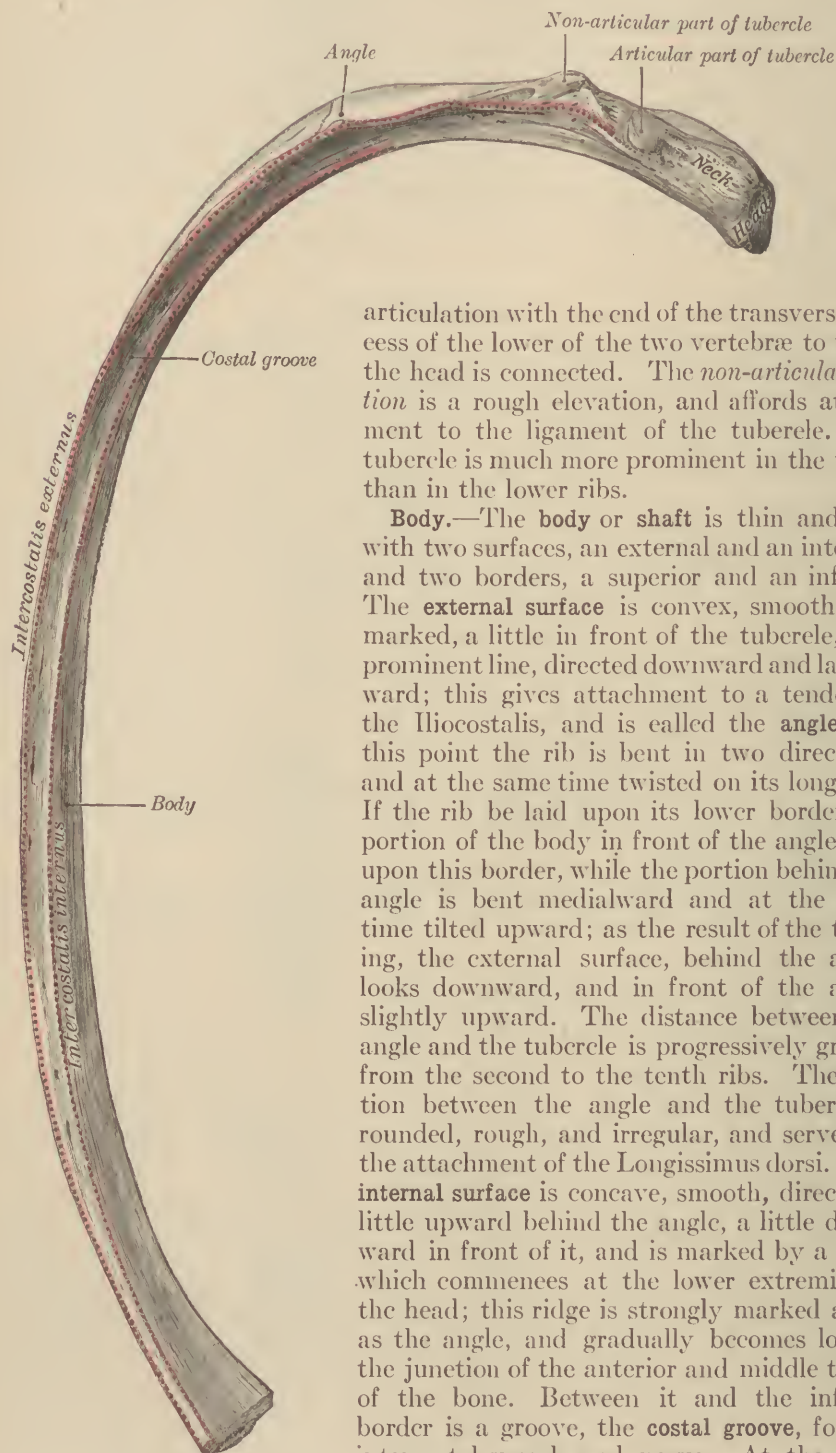 Non-articular part of tubercle
Angle
Articular part of tubercle
Neck
Head
Costal groove
Intercostalis externus
Body
Intercostalis internus
articulation with the end of the transvers
cess of the lower of the two vertebræ to
the head is connected. The non-articula
tion is a rough elevation, and affords a
ment to the ligament of the tubercle.
tubercle is much more prominent in the
than in the lower ribs.
Body.—The body or shaft is thin and
with two surfaces, an external and an int
and two borders, a superior and an inf
The external surface is convex, smooth
marked, a little in front of the tubercle,
prominent line, directed downward and la
ward; this gives attachment to a tend
the Iliocostalis, and is called the angle
this point the rib is bent in two direc
and at the same time twisted on its long
If the rib be laid upon its lower borde
portion of the body in front of the angle
upon this border, while the portion behin
angle is bent medialward and at the
time tilted upward; as the result of the t
ing, the external surface, behind the a
looks downward, and in front of the a
slightly upward. The distance between
angle and the tubercle is progressively gr
from the second to the tenth ribs. The
tion between the angle and the tuber
rounded, rough, and irregular, and serve
the attachment of the Longissimus dorsi.
internal surface is concave, smooth, direc
little upward behind the angle, a little d
ward in front of it, and is marked by a
which commences at the lower extremi
the head; this ridge is strongly marked a
as the angle, and gradually becomes lo
the junction of the anterior and middle t
of the bone. Between it and the inf
border is a groove, the costal groove, fo